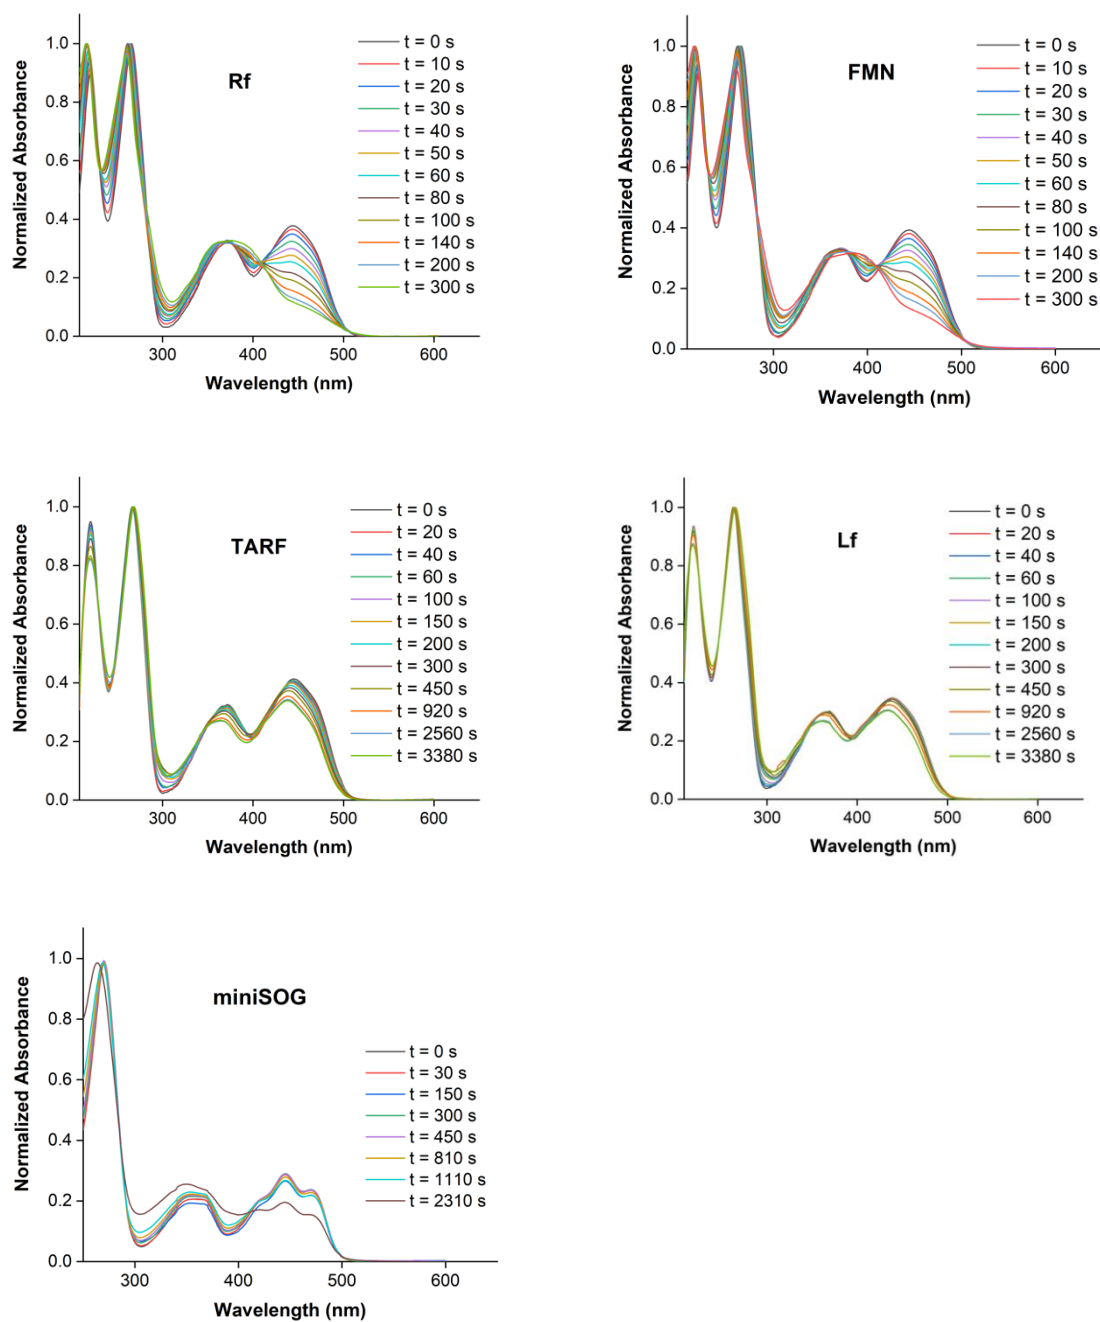 Rf
Normalized Absorbance
1.0
0.8
0.6
0.4
0.2
0.0
300
400
500
600
Wavelength (nm)
t = 0 s
t = 10 s
t = 20 s
t = 30 s
t = 40 s
t = 50 s
t = 60 s
t = 80 s
t = 100 s
t = 140 s
t = 200 s
t = 300 s
FMN
Normalized Absorbance
1.0
0.8
0.6
0.4
0.2
0.0
300
400
500
600
Wavelength (nm)
t = 0 s
t = 10 s
t = 20 s
t = 30 s
t = 40 s
t = 50 s
t = 60 s
t = 80 s
t = 100 s
t = 140 s
t = 200 s
t = 300 s
TARF
Normalized Absorbance
1.0
0.8
0.6
0.4
0.2
0.0
300
400
500
600
Wavelength (nm)
t = 0 s
t = 20 s
t = 40 s
t = 60 s
t = 100 s
t = 150 s
t = 200 s
t = 300 s
t = 450 s
t = 920 s
t = 2560 s
t = 3380 s
Lf
Normalized Absorbance
1.0
0.8
0.6
0.4
0.2
0.0
300
400
500
600
Wavelength (nm)
t = 0 s
t = 20 s
t = 40 s
t = 60 s
t = 100 s
t = 150 s
t = 200 s
t = 300 s
t = 450 s
t = 920 s
t = 2560 s
t = 3380 s
miniSOG
Normalized Absorbance
1.0
0.8
0.6
0.4
0.2
0.0
300
400
500
600
Wavelength (nm)
t = 0 s
t = 30 s
t = 150 s
t = 300 s
t = 450 s
t = 810 s
t = 1110 s
t = 2310 s